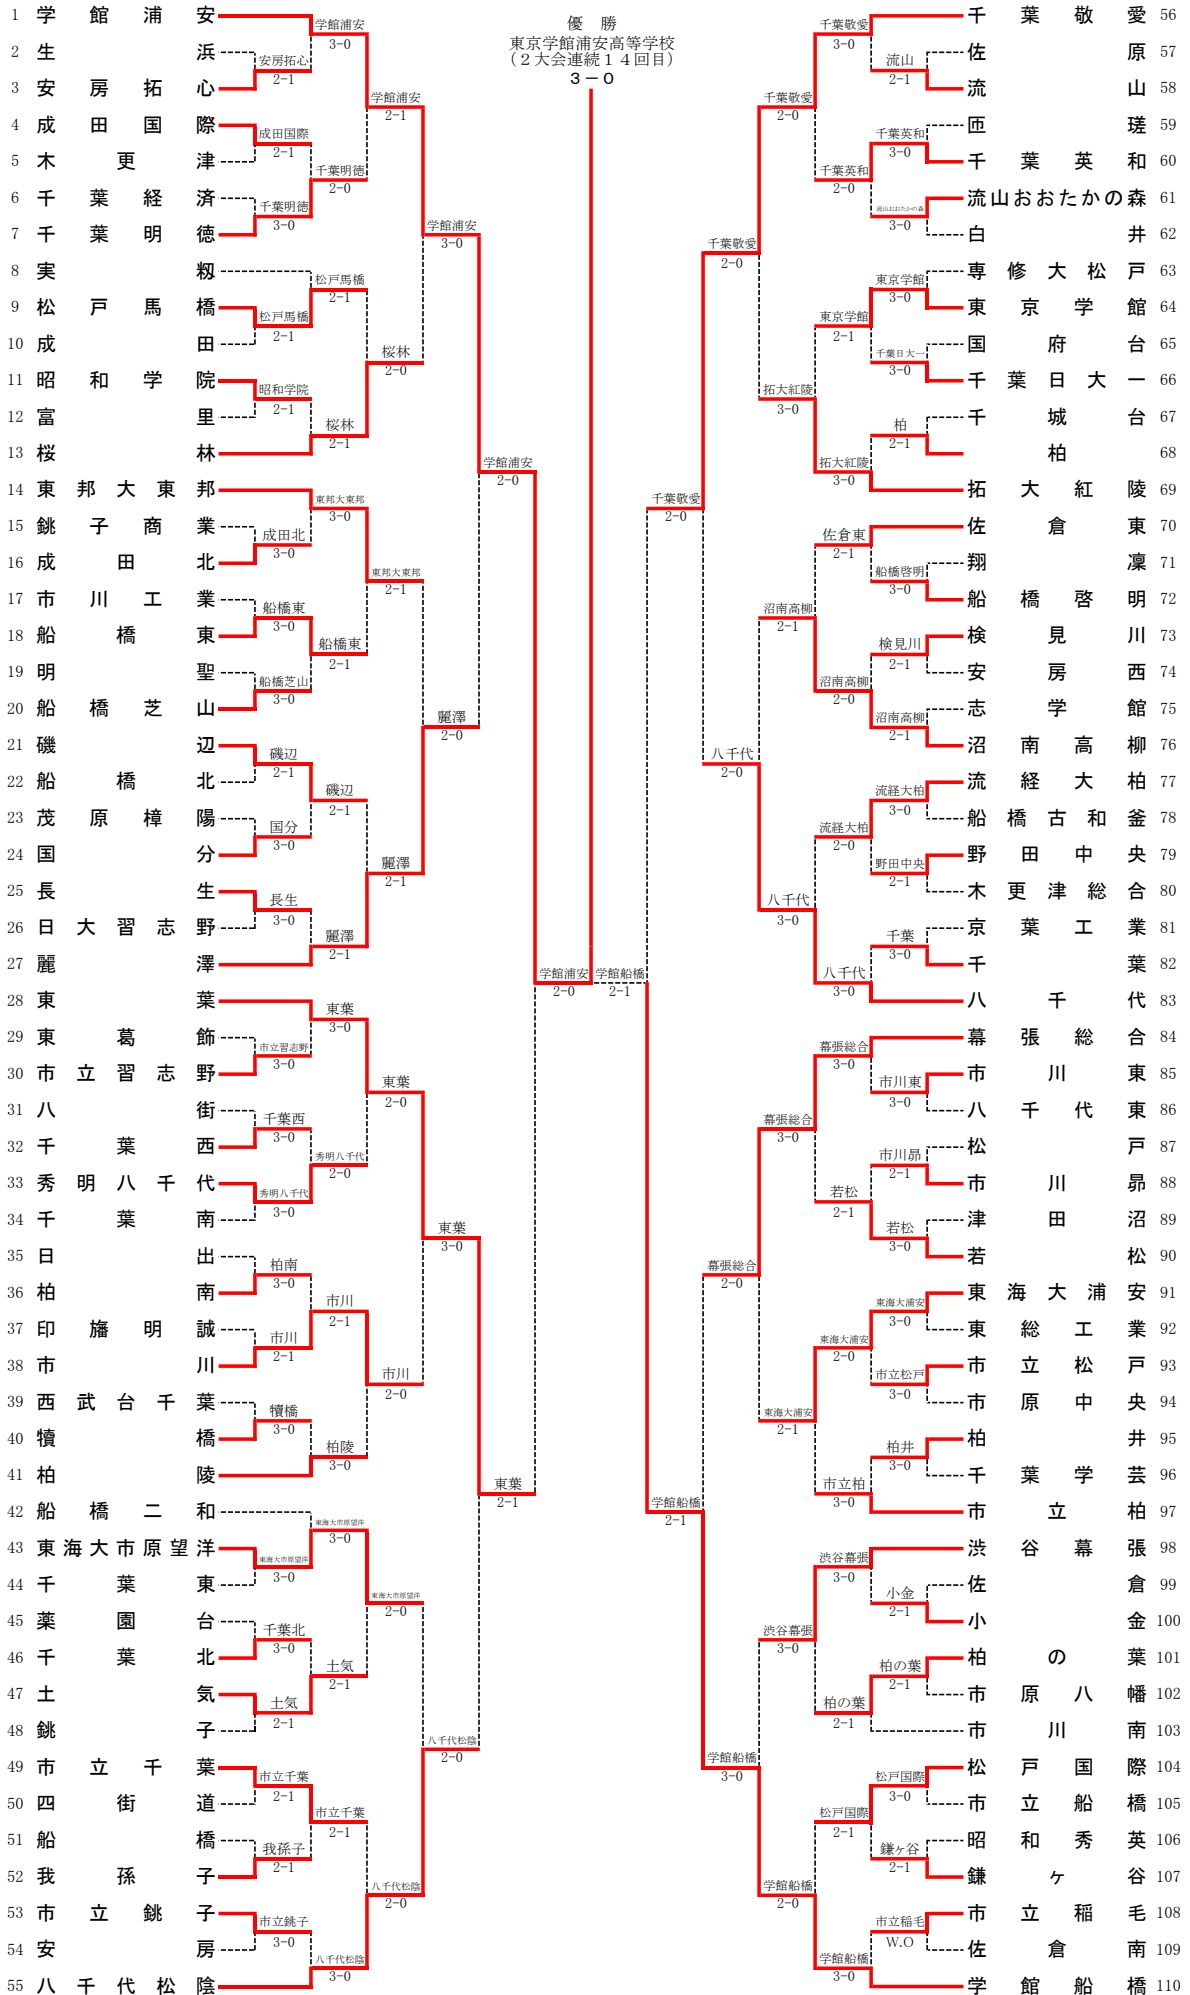 優勝
東京学館浦安高等学校
(２大会連続１４回目)
３－０
1 学館浦安
2 生浜
3 安房拓心
4 成田国際
5 木更津
6 千葉経済
7 千葉明徳
8 実籾
9 松戸馬橋
10 成田
11 昭和学院
12 富里
13 桜林
14 東邦大東邦
15 銚子商業
16 成田北
17 市川工業
18 船橋東
19 明聖
20 船橋芝山
21 磯辺
22 船橋北
23 茂原樟陽
24 国分
25 長生
26 日大習志野
27 麗澤
28 東葉
29 東葛飾
30 市立習志野
31 八街
32 千葉西
33 秀明八千代
34 千葉南
35 日出
36 柏南
37 印旛明誠
38 市川
39 西武台千葉
40 犢橋
41 柏陵
42 船橋二和
43 東海大市原望洋
44 千葉東
45 薬園台
46 千葉北
47 土気
48 銚子
49 市立千葉
50 四街道
51 船橋
52 我孫子
53 市立銚子
54 安房
55 八千代松陰
安房拓心
2-1
成田国際
2-1
千葉明徳
3-0
松戸馬橋
2-1
昭和学院
2-1
成田北
3-0
船橋東
3-0
船橋芝山
3-0
磯辺
2-1
国分
3-0
長生
3-0
市立習志野
3-0
千葉西
3-0
秀明八千代
3-0
柏南
3-0
市川
2-1
犢橋
3-0
東海大市原望洋
3-0
千葉北
3-0
土気
2-1
市立千葉
2-1
我孫子
2-1
市立銚子
3-0
学館浦安
3-0
千葉明徳
2-0
松戸馬橋
2-1
桜林
2-1
東邦大東邦
3-0
船橋東
2-1
磯辺
2-1
麗澤
2-1
東葉
3-0
秀明八千代
2-0
市川
2-1
柏陵
3-0
東海大市原望洋
3-0
土気
2-1
市立千葉
2-1
八千代松陰
3-0
学館浦安
2-1
桜林
2-0
東邦大東邦
2-1
麗澤
2-1
東葉
2-0
市川
2-0
東海大市原望洋
2-0
八千代松陰
2-0
学館浦安
3-0
麗澤
2-0
東葉
3-0
八千代松陰
2-0
学館浦安
2-0
東葉
2-1
学館浦安
2-0
学館船橋
2-1
千葉敬愛
2-0
学館船橋
2-1
千葉敬愛
2-0
八千代
2-0
幕張総合
2-0
学館船橋
3-0
千葉敬愛
2-0
拓大紅陵
3-0
沼南高柳
2-1
八千代
3-0
幕張総合
3-0
東海大浦安
2-1
渋谷幕張
3-0
学館船橋
2-0
千葉敬愛
3-0
千葉英和
2-0
東京学館
2-1
拓大紅陵
3-0
佐倉東
2-1
沼南高柳
2-0
流経大柏
2-0
八千代
3-0
幕張総合
3-0
若松
2-1
東海大浦安
2-0
市立柏
3-0
渋谷幕張
3-0
柏の葉
2-1
松戸国際
2-1
学館船橋
3-0
流山
2-1
千葉英和
3-0
流山おおたかの森
3-0
東京学館
3-0
千葉日大一
3-0
柏
2-1
船橋啓明
3-0
検見川
2-1
沼南高柳
2-1
流経大柏
3-0
野田中央
2-1
千葉
3-0
市川東
3-0
市川昴
2-1
若松
3-0
東海大浦安
3-0
市立松戸
3-0
柏井
3-0
小金
2-1
柏の葉
2-1
松戸国際
3-0
鎌ヶ谷
2-1
市立稲毛
W.O
千葉敬愛 56
佐原 57
流山 58
匝瑳 59
千葉英和 60
流山おおたかの森 61
白井 62
専修大松戸 63
東京学館 64
国府台 65
千葉日大一 66
千城台 67
柏 68
拓大紅陵 69
佐倉東 70
翔凜 71
船橋啓明 72
検見川 73
安房西 74
志学館 75
沼南高柳 76
流経大柏 77
船橋古和釜 78
野田中央 79
木更津総合 80
京葉工業 81
千葉 82
八千代 83
幕張総合 84
市川東 85
八千代東 86
松戸 87
市川昴 88
津田沼 89
若松 90
東海大浦安 91
東総工業 92
市立松戸 93
市原中央 94
柏井 95
千葉学芸 96
市立柏 97
渋谷幕張 98
佐倉 99
小金 100
柏の葉 101
市原八幡 102
市川南 103
松戸国際 104
市立船橋 105
昭和秀英 106
鎌ヶ谷 107
市立稲毛 108
佐倉南 109
学館船橋 110